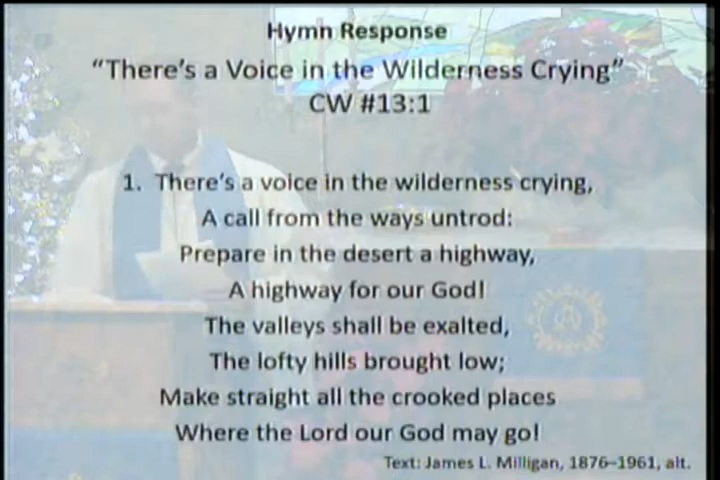 Hymn Response
“There’s a Voice in the Wilderness Crying”
CW #13:1
1. There’s a voice in the wilderness crying,
A call from the ways untrod:
Prepare in the desert a highway,
A highway for our God!
The valleys shall be exalted,
The lofty hills brought low;
Make straight all the crooked places
Where the Lord our God may go!
Text: James L. Milligan, 1876–1961, alt.